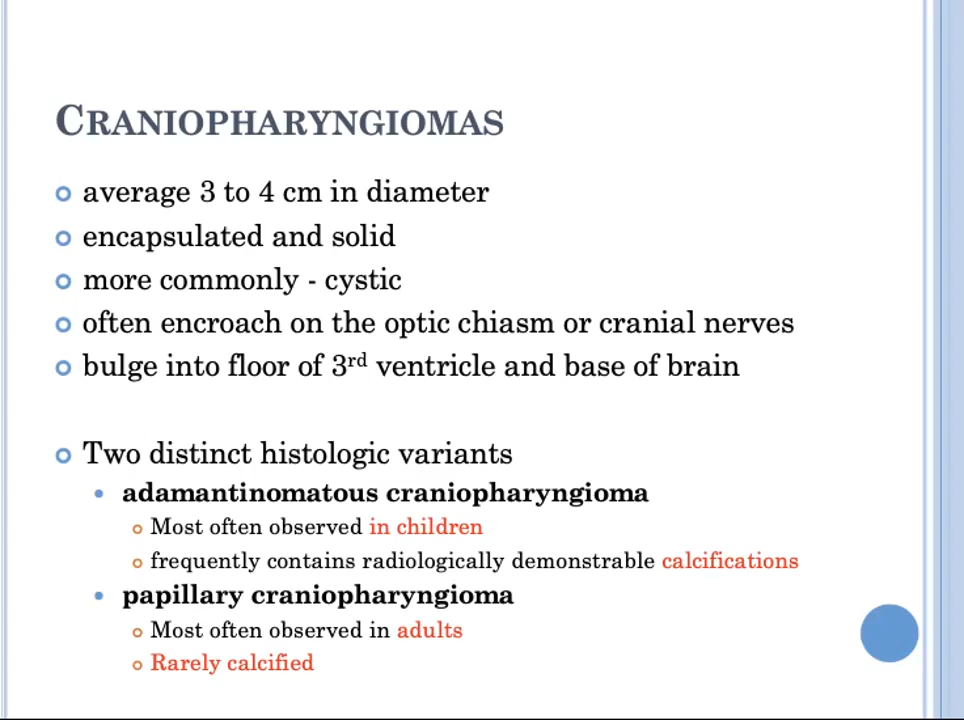 CRANIOPHARYNGIOMAS
average 3 to 4 cm in diameter
encapsulated and solid
more commonly - cystic
often encroach on the optic chiasm or cranial nerves
bulge into floor of 3rd ventricle and base of brain
Two distinct histologic variants
adamantinomatous craniopharyngioma
Most often observed in children
frequently contains radiologically demonstrable calcifications
papillary craniopharyngioma
Most often observed in adults
Rarely calcified